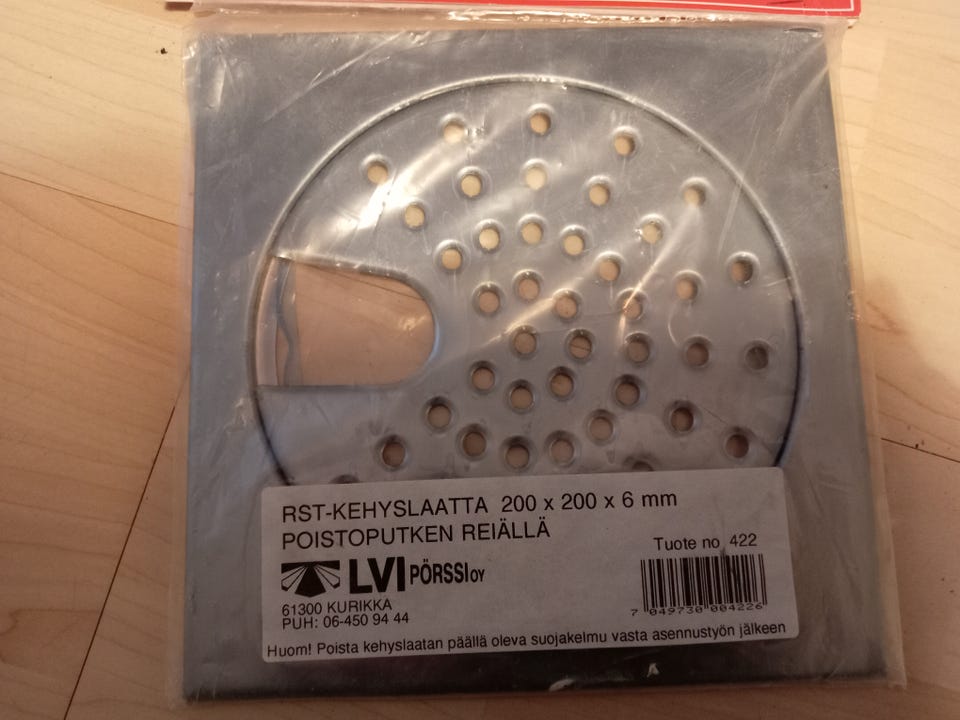 RST-KEHYSLAATTA 200 x 200 x 6 mm
POISTOPUTKEN REIÄLLÄ
Tuote no 422
LVI PÖRSSI OY
61300 KURIKKA
PUH: 06-450 94 44
7 049730 004226
Huom! Poista kehyslaatan päällä oleva suojakelmu vasta asennustyön jälkeen